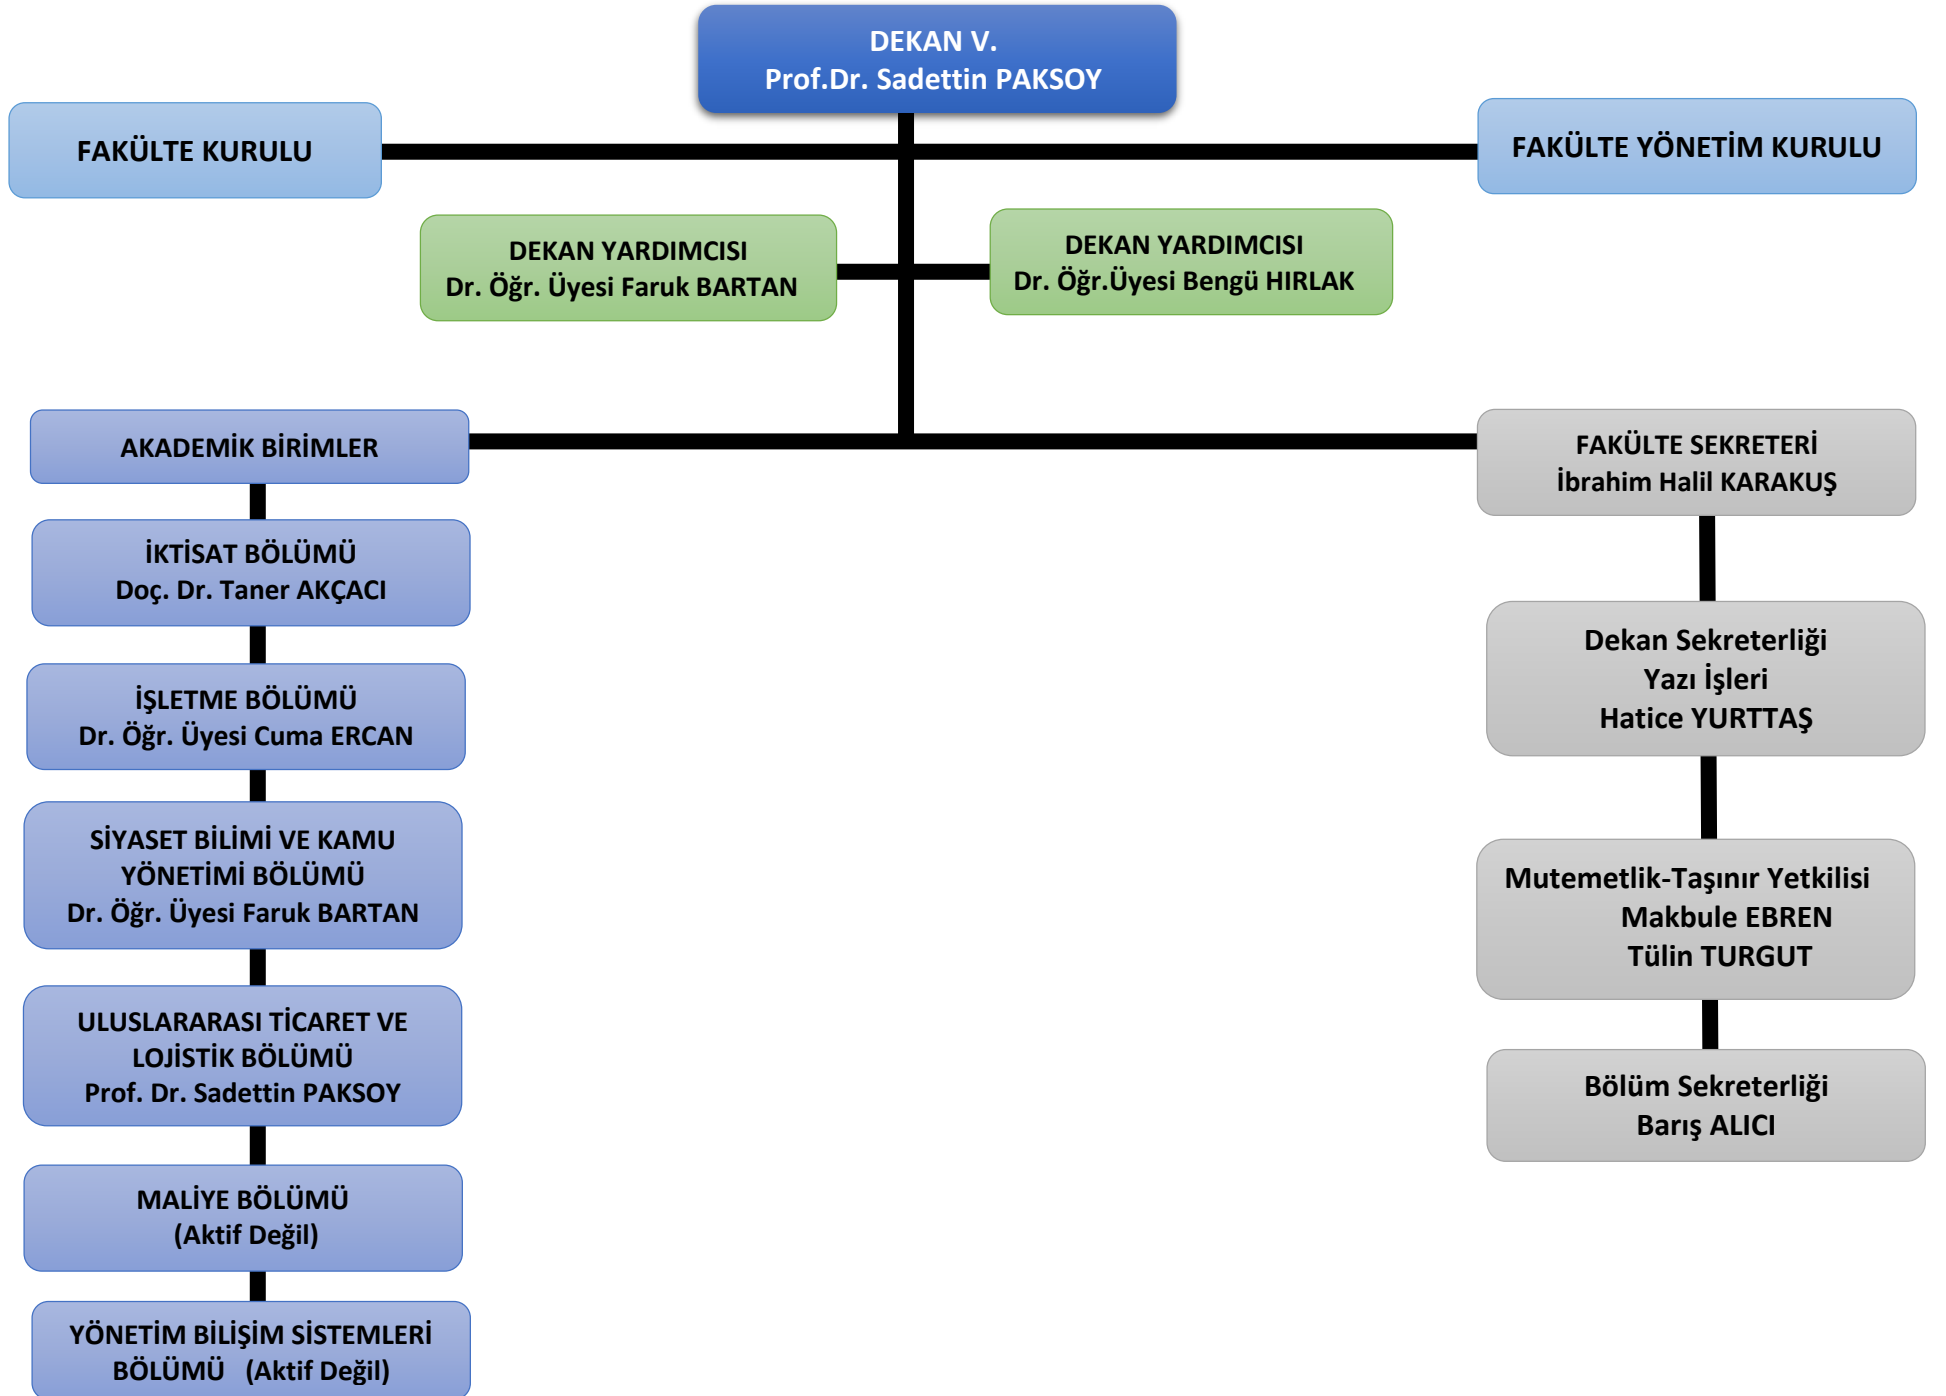 DEKAN V.
Prof.Dr. Sadettin PAKSOY
FAKÜLTE KURULU
FAKÜLTE YÖNETİM KURULU
DEKAN YARDIMCISI
Dr. Öğr. Üyesi Faruk BARTAN
DEKAN YARDIMCISI
Dr. Öğr.Üyesi Bengü HIRLAK
AKADEMİK BİRİMLER
İKTİSAT BÖLÜMÜ
Doç. Dr. Taner AKÇACI
İŞLETME BÖLÜMÜ
Dr. Öğr. Üyesi Cuma ERCAN
SİYASET BİLİMİ VE KAMU
YÖNETİMİ BÖLÜMÜ
Dr. Öğr. Üyesi Faruk BARTAN
ULUSLARARASI TİCARET VE
LOJİSTİK BÖLÜMÜ
Prof. Dr. Sadettin PAKSOY
MALİYE BÖLÜMÜ
(Aktif Değil)
YÖNETİM BİLİŞİM SİSTEMLERİ
BÖLÜMÜ (Aktif Değil)
FAKÜLTE SEKRETERİ
İbrahim Halil KARAKUŞ
Dekan Sekreterliği
Yazı İşleri
Hatice YURTTAŞ
Mutemetlik-Taşınır Yetkilisi
Makbule EBREN
Tülin TURGUT
Bölüm Sekreterliği
Barış ALICI